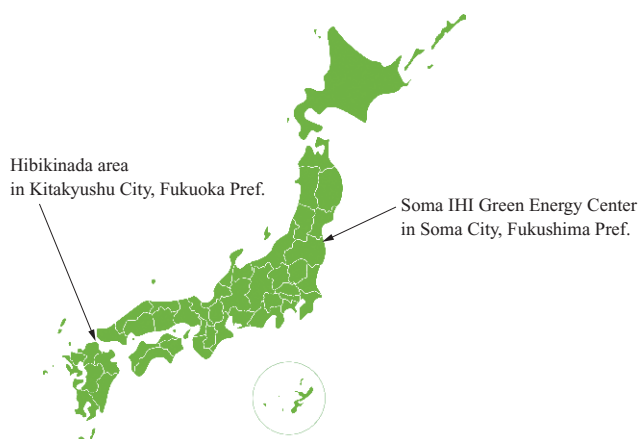 Hibikinada area
in Kitakyushu City, Fukuoka Pref.
Soma IHI Green Energy Center
in Soma City, Fukushima Pref.